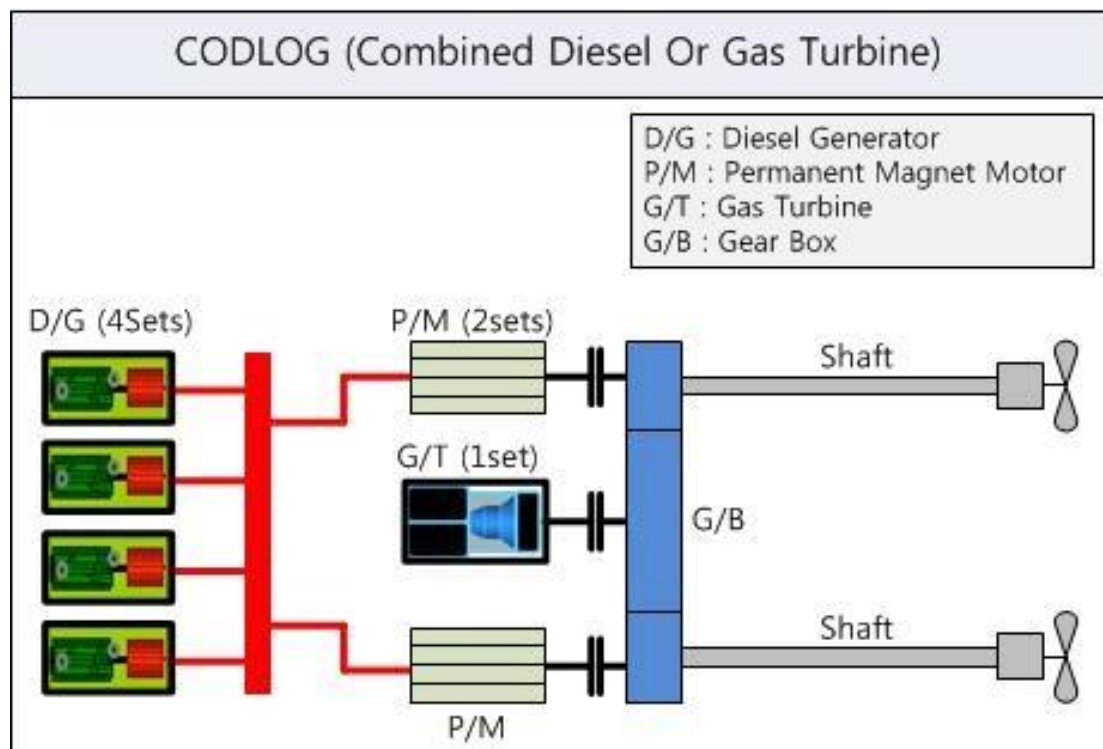 CODLOG (Combined Diesel Or Gas Turbine)
D/G : Diesel Generator
P/M : Permanent Magnet Motor
G/T : Gas Turbine
G/B : Gear Box
D/G (4Sets)
P/M (2sets)
Shaft
G/T (1set)
G/B
Shaft
P/M